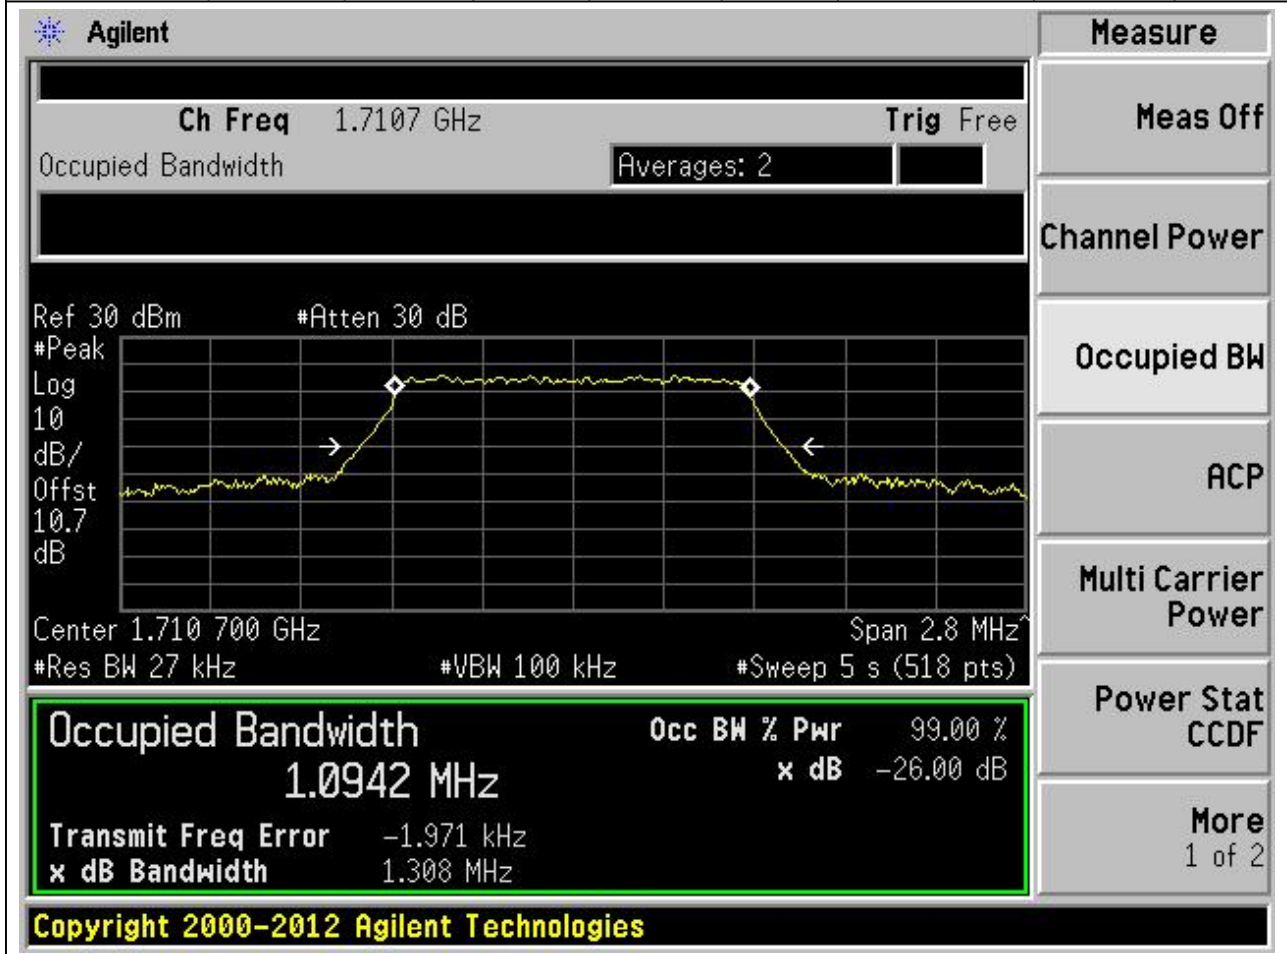 Agilent
Measure
Ch Freq 1.7107 GHz Trig Free
Meas Off
Occupied Bandwidth Averages: 2
Channel Power
Ref 30 dBm #Atten 30 dB
#Peak
Log
10
dB/
Offst
10.7
dB
Occupied BW
ACP
Multi Carrier
Power
Center 1.710 700 GHz Span 2.8 MHz^
#Res BW 27 kHz #VBW 100 kHz #Sweep 5 s (518 pts)
Power Stat
CCDF
Occupied Bandwidth Occ BW % Pwr 99.00 %
1.0942 MHz x dB -26.00 dB
Transmit Freq Error -1.971 kHz
x dB Bandwidth 1.308 MHz
More
1 of 2
Copyright 2000-2012 Agilent Technologies